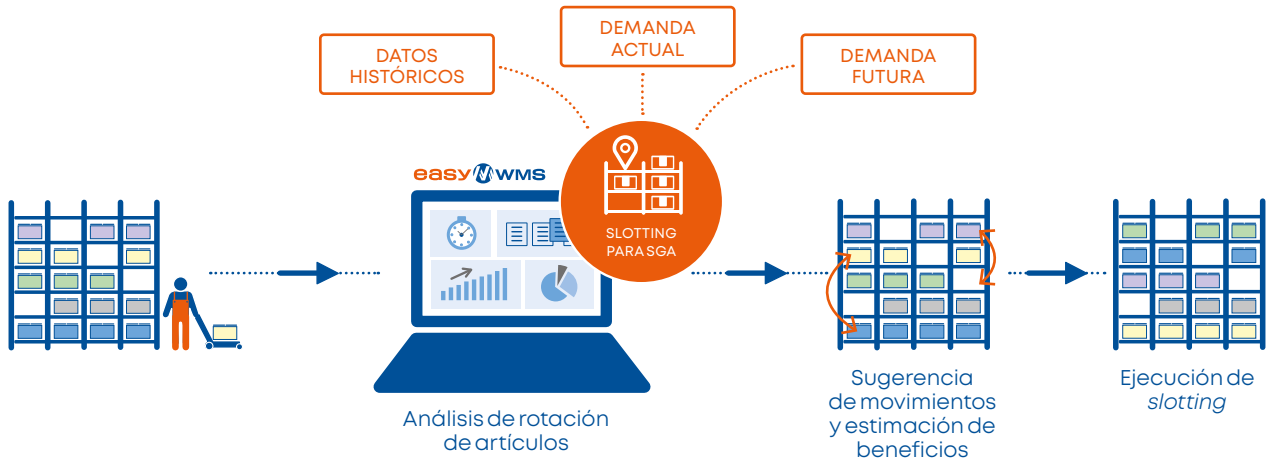 DATOS
HISTÓRICOS
DEMANDA
ACTUAL
DEMANDA
FUTURA
easy WMS
SLOTTING
PARA SGA
Análisis de rotación
de artículos
Sugerencia
de movimientos
y estimación de
beneficios
Ejecución de
slotting